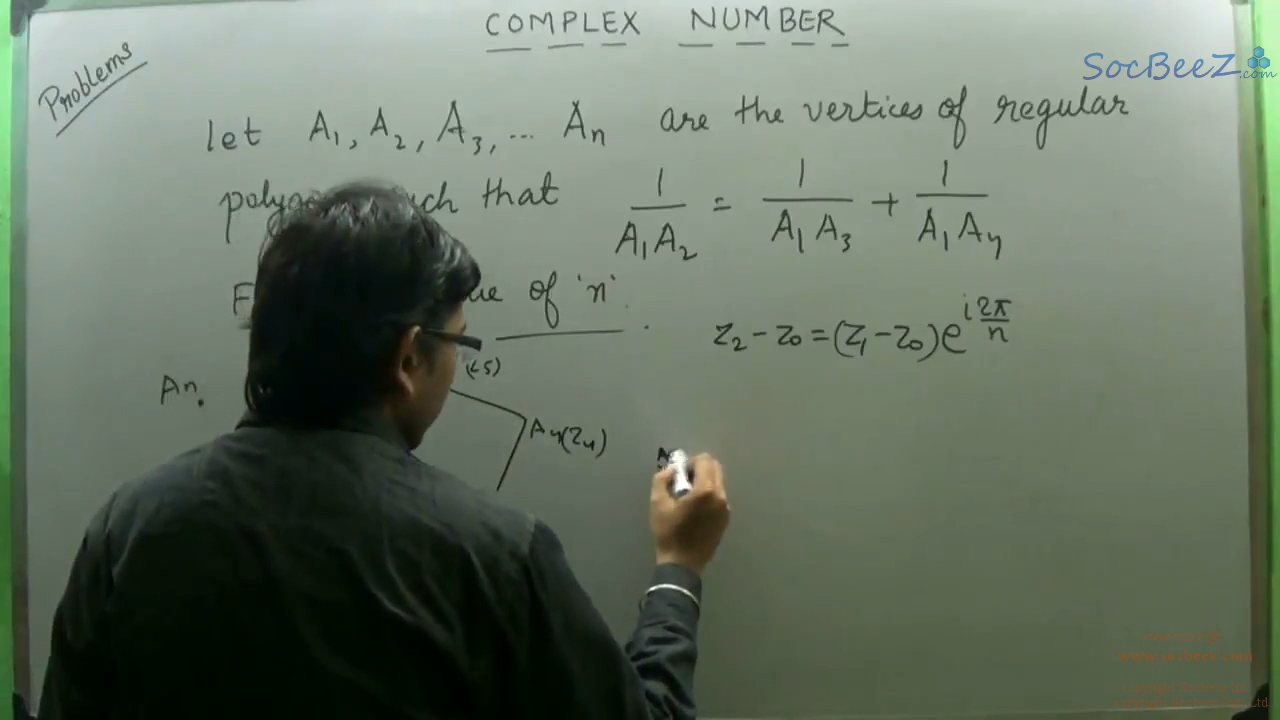 COMPLEX NUMBER
Problems
SocBeeZ.com
let A₁, A₂, A₃, ... Aₙ are the vertices of regular
such that 1/(A₁A₂) = 1/(A₁A₃) + 1/(A₁A₄)
of 'n'.
z₂ - z₀ = (z₁ - z₀) e^(i2π/n)
An
A₄(z₄)